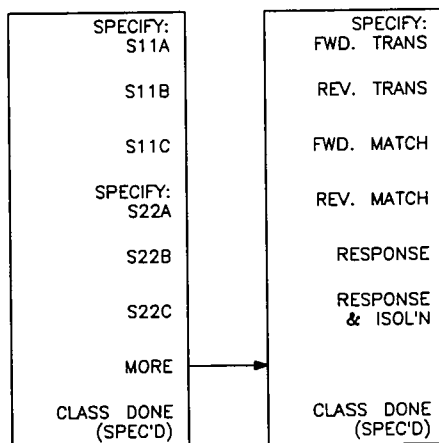 SPECIFY:
S11A
S11B
S11C
SPECIFY:
S22A
S22B
S22C
MORE
CLASS DONE
(SPEC'D)
SPECIFY:
FWD. TRANS
REV. TRANS
FWD. MATCH
REV. MATCH
RESPONSE
RESPONSE
& ISOL'N
CLASS DONE
(SPEC'D)